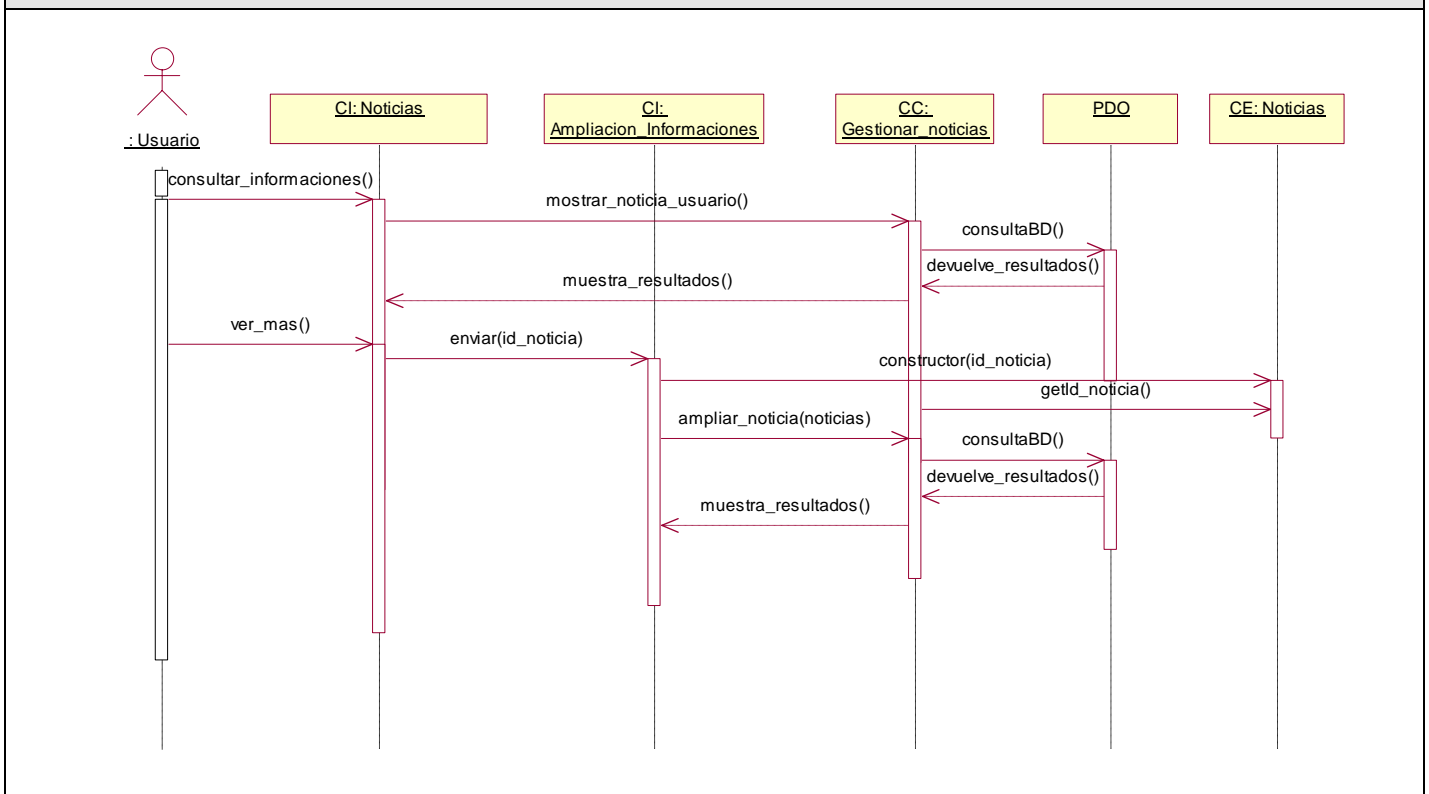 : Usuario
CI: Noticias
CI:
Ampliacion_Informaciones
CC:
Gestionar_noticias
PDO
CE: Noticias
consultar_informaciones()
mostrar_noticia_usuario()
consultaBD()
devuelve_resultados()
muestra_resultados()
ver_mas()
enviar(id_noticia)
constructor(id_noticia)
getId_noticia()
ampliar_noticia(noticias)
consultaBD()
devuelve_resultados()
muestra_resultados()